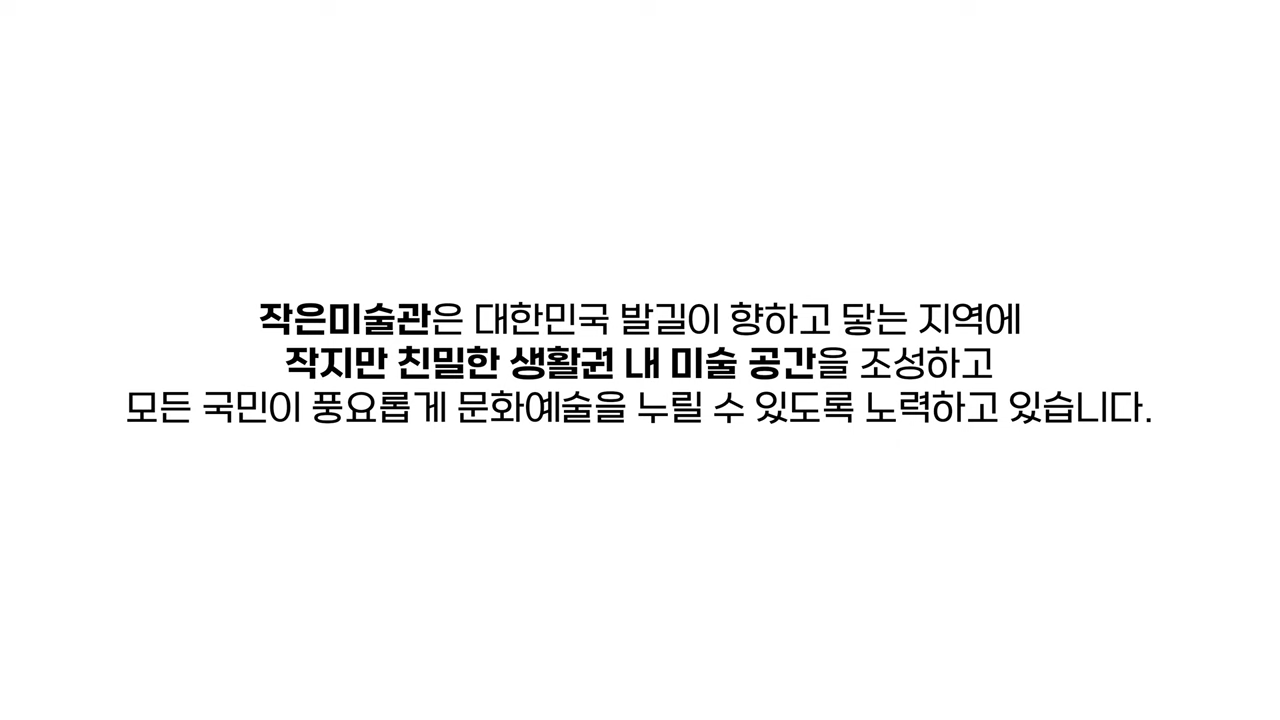 작은미술관은 대한민국 발길이 향하고 닿는 지역에
작지만 친밀한 생활권 내 미술 공간을 조성하고
모든 국민이 풍요롭게 문화예술을 누릴 수 있도록 노력하고 있습니다.